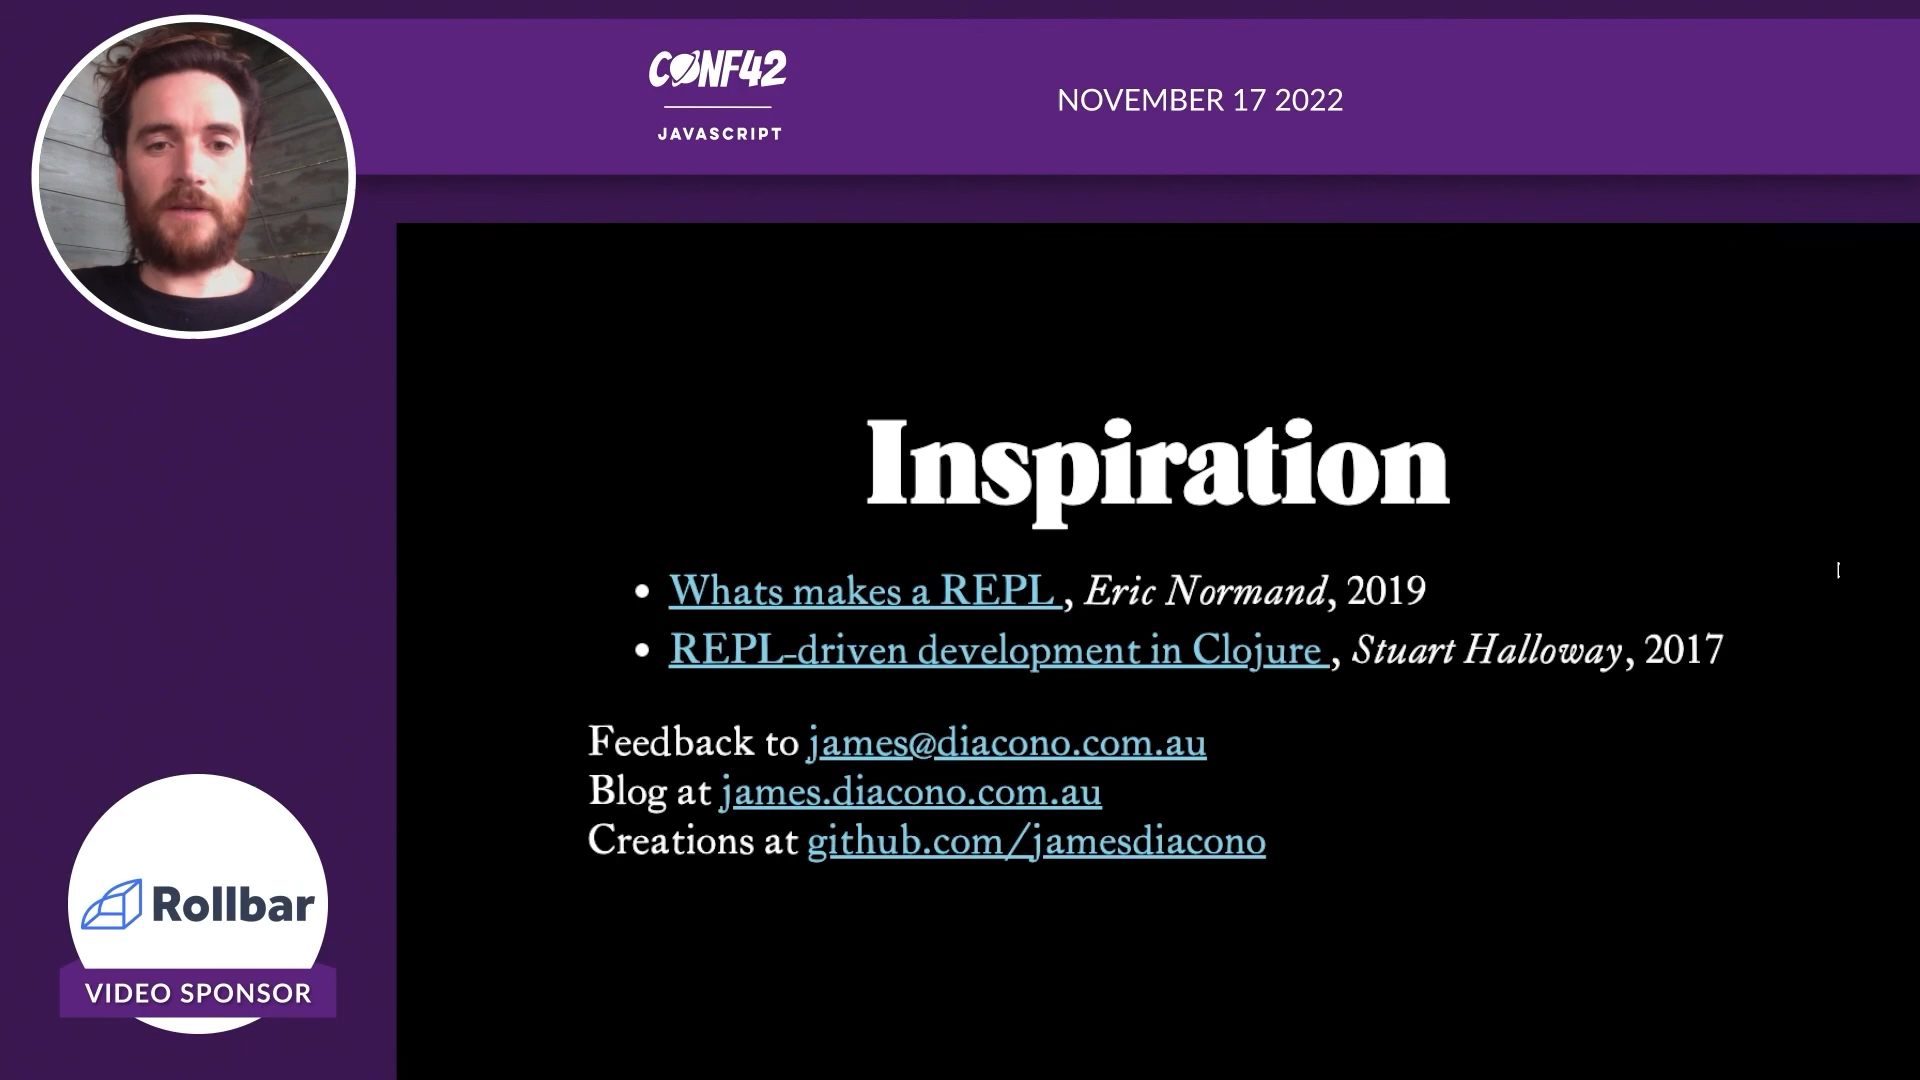 CONF42
JAVASCRIPT
NOVEMBER 17 2022
Inspiration
• Whats makes a REPL , Eric Normand, 2019
• REPL-driven development in Clojure , Stuart Halloway, 2017
Feedback to james@diacono.com.au
Blog at james.diacono.com.au
Creations at github.com/jamesdiacono
Rollbar
VIDEO SPONSOR